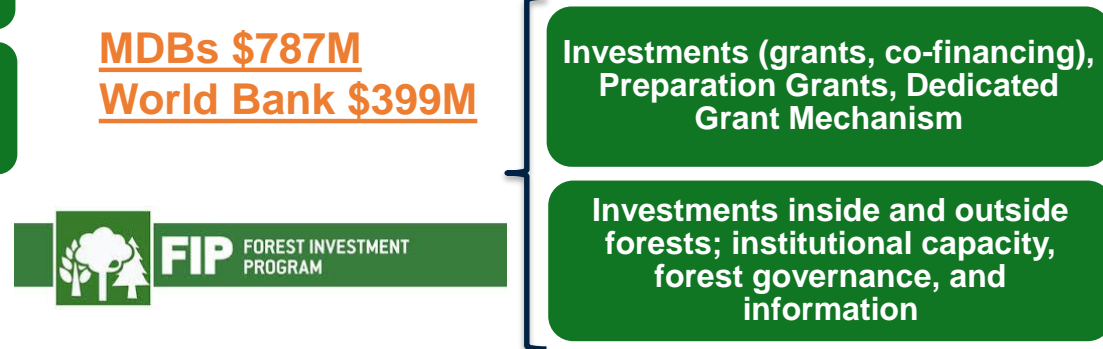 MDBs $787M
World Bank $399M
FIP FOREST INVESTMENT
PROGRAM
Investments (grants, co-financing),
Preparation Grants, Dedicated
Grant Mechanism
Investments inside and outside
forests; institutional capacity,
forest governance, and
information